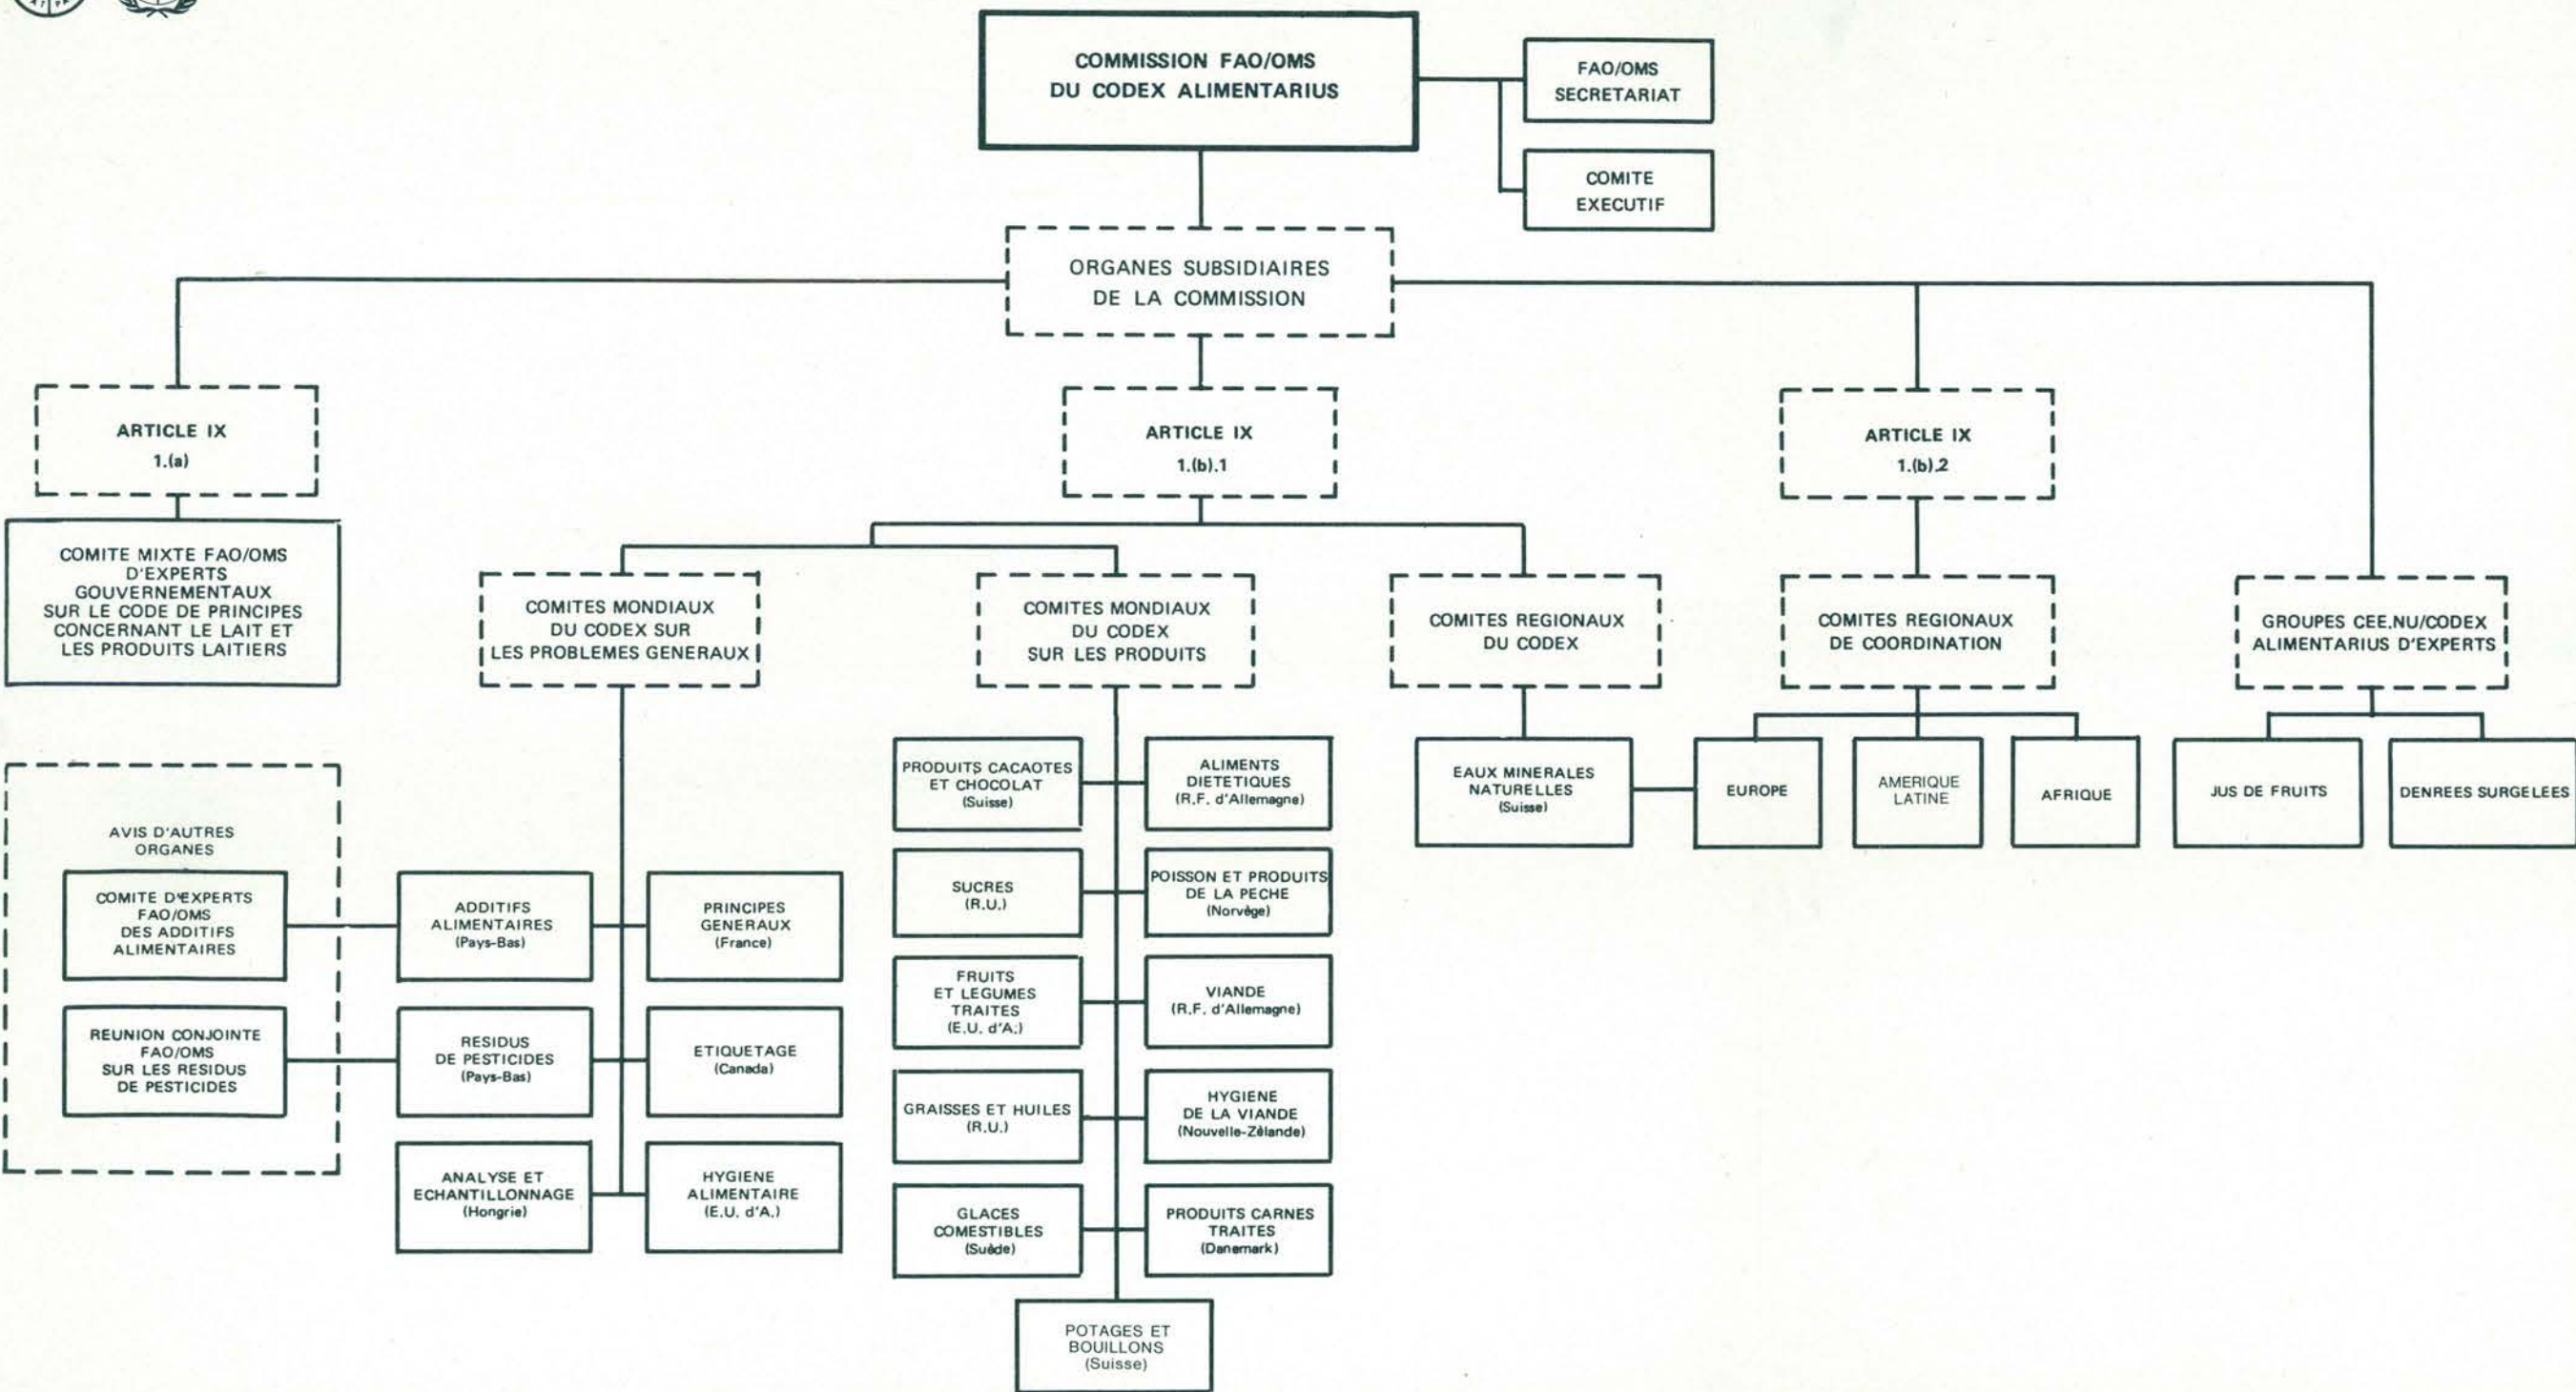 COMMISSION FAO/OMS
DU CODEX ALIMENTARIUS
FAO/OMS
SECRETARIAT
COMITE
EXECUTIF
ORGANES SUBSIDIAIRES
DE LA COMMISSION
ARTICLE IX
1.(a)
ARTICLE IX
1.(b).1
ARTICLE IX
1.(b).2
COMITE MIXTE FAO/OMS
D'EXPERTS
GOUVERNEMENTAUX
SUR LE CODE DE PRINCIPES
CONCERNANT LE LAIT ET
LES PRODUITS LAITIERS
COMITES MONDIAUX
DU CODEX SUR
LES PROBLEMES GENERAUX
COMITES MONDIAUX
DU CODEX
SUR LES PRODUITS
COMITES REGIONAUX
DU CODEX
COMITES REGIONAUX
DE COORDINATION
GROUPES CEE.NU/CODEX
ALIMENTARIUS D'EXPERTS
AVIS D'AUTRES
ORGANES
COMITE D'EXPERTS
FAO/OMS
DES ADDITIFS
ALIMENTAIRES
REUNION CONJOINTE
FAO/OMS
SUR LES RESIDUS
DE PESTICIDES
ADDITIFS
ALIMENTAIRES
(Pays-Bas)
PRINCIPES
GENERAUX
(France)
RESIDUS
DE PESTICIDES
(Pays-Bas)
ETIQUETAGE
(Canada)
ANALYSE ET
ECHANTILLONNAGE
(Hongrie)
HYGIENE
ALIMENTAIRE
(E.U. d'A.)
PRODUITS CACAOTES
ET CHOCOLAT
(Suisse)
ALIMENTS
DIETETIQUES
(R.F. d'Allemagne)
SUCRES
(R.U.)
POISSON ET PRODUITS
DE LA PECHE
(Norvège)
FRUITS
ET LEGUMES
TRAITES
(E.U. d'A.)
VIANDE
(R.F. d'Allemagne)
GRAISSES ET HUILES
(R.U.)
HYGIENE
DE LA VIANDE
(Nouvelle-Zélande)
GLACES
COMESTIBLES
(Suède)
PRODUITS CARNES
TRAITES
(Danemark)
POTAGES ET
BOUILLONS
(Suisse)
EAUX MINERALES
NATURELLES
(Suisse)
EUROPE
AMERIQUE
LATINE
AFRIQUE
JUS DE FRUITS
DENREES SURGELEES